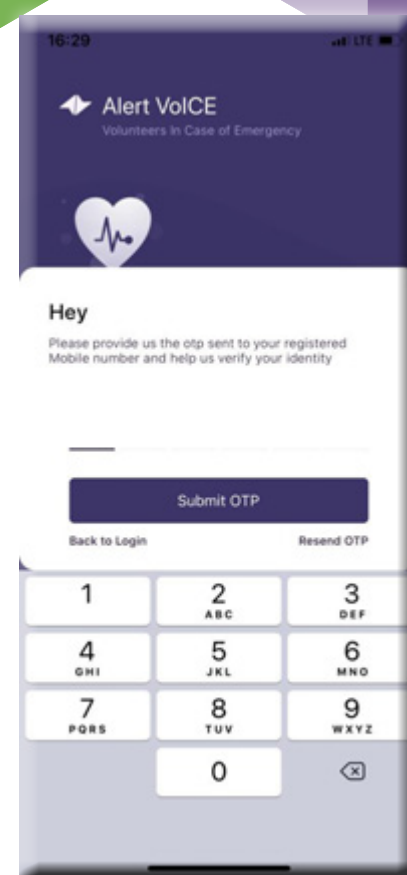 16:29 LTE
Alert VoICE
Volunteers In Case of Emergency
Hey
Please provide us the otp sent to your registered
Mobile number and help us verify your identity
Submit OTP
Back to Login Resend OTP
1 2 3
ABC DEF
4 5 6
GHI JKL MNO
7 8 9
PQRS TUV WXYZ
0